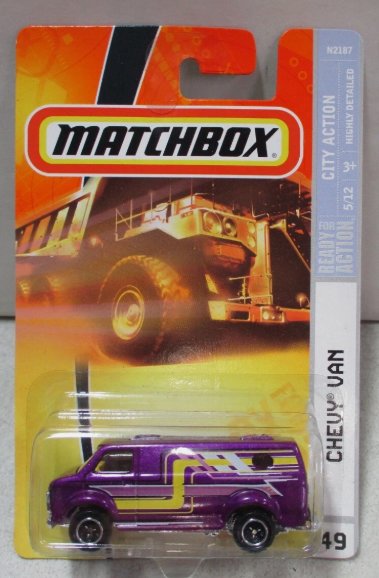 MATCHBOX®
N2187
CITY ACTION
HIGHLY DETAILED
5/12 3+
READY FOR
ACTION!
CHEVY® VAN
49